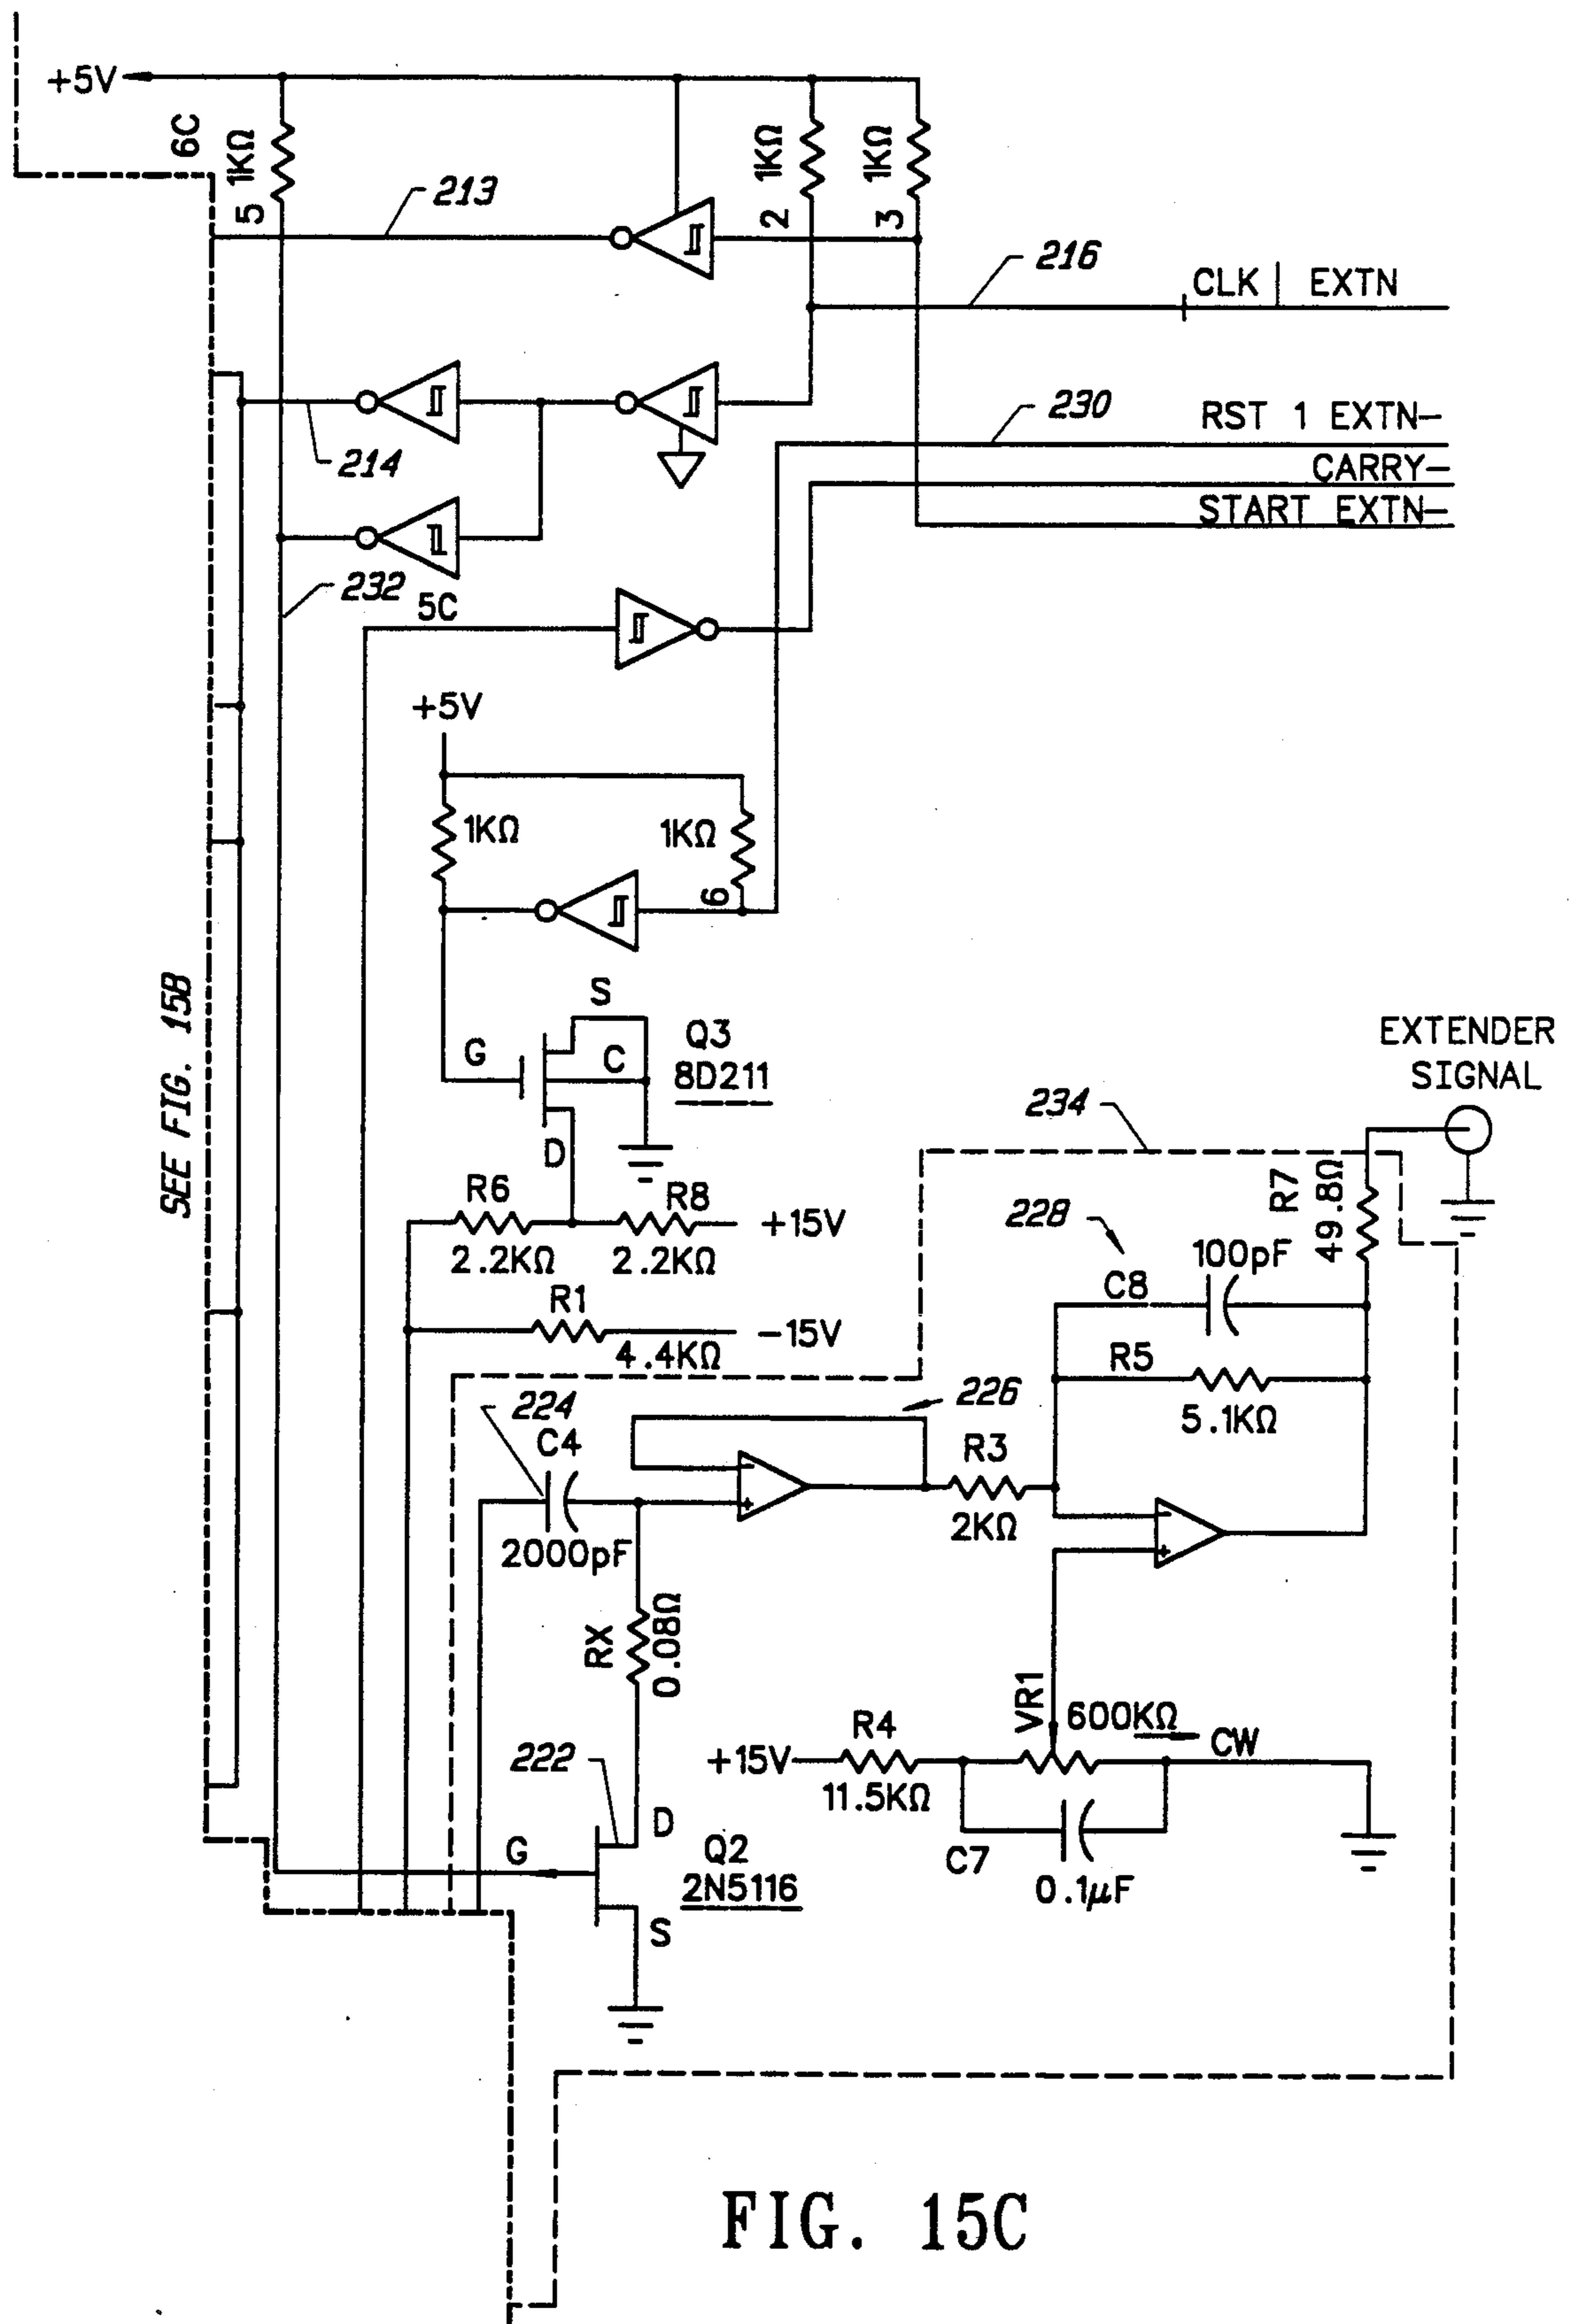 +5V
6C
1KΩ
5
1KΩ
2
1KΩ
3
213
216
CLK | EXTN
214
230
RST 1 EXTN-
CARRY-
START EXTN-
232
5C
+5V
1KΩ
1KΩ
6
SEE FIG. 15B
S
G
C
D
Q3
8D211
EXTENDER
SIGNAL
234
R6
2.2KΩ
R8
2.2KΩ
+15V
R7
49.8Ω
228
100pF
C8
R1
4.4KΩ
-15V
R5
5.1KΩ
224
C4
2000pF
226
-
+
R3
2KΩ
-
+
RX
0.08Ω
VR1
600KΩ
CW
R4
+15V
11.5KΩ
222
D
G
S
Q2
2N5116
C7
0.1μF
FIG. 15C